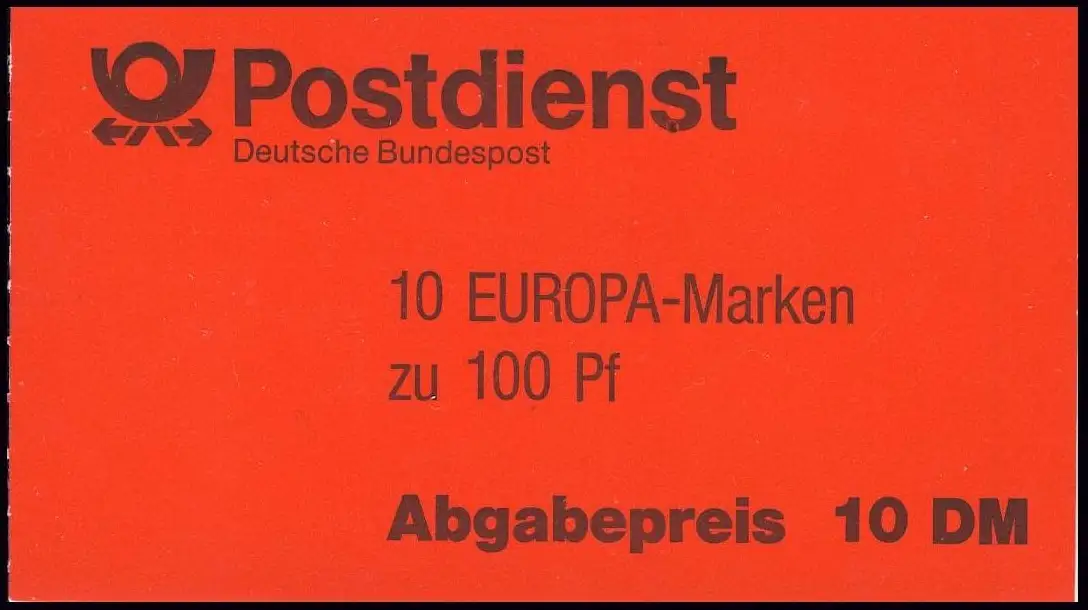 Postdienst
Deutsche Bundespost
10 EUROPA-Marken
zu 100 Pf
Abgabepreis 10 DM